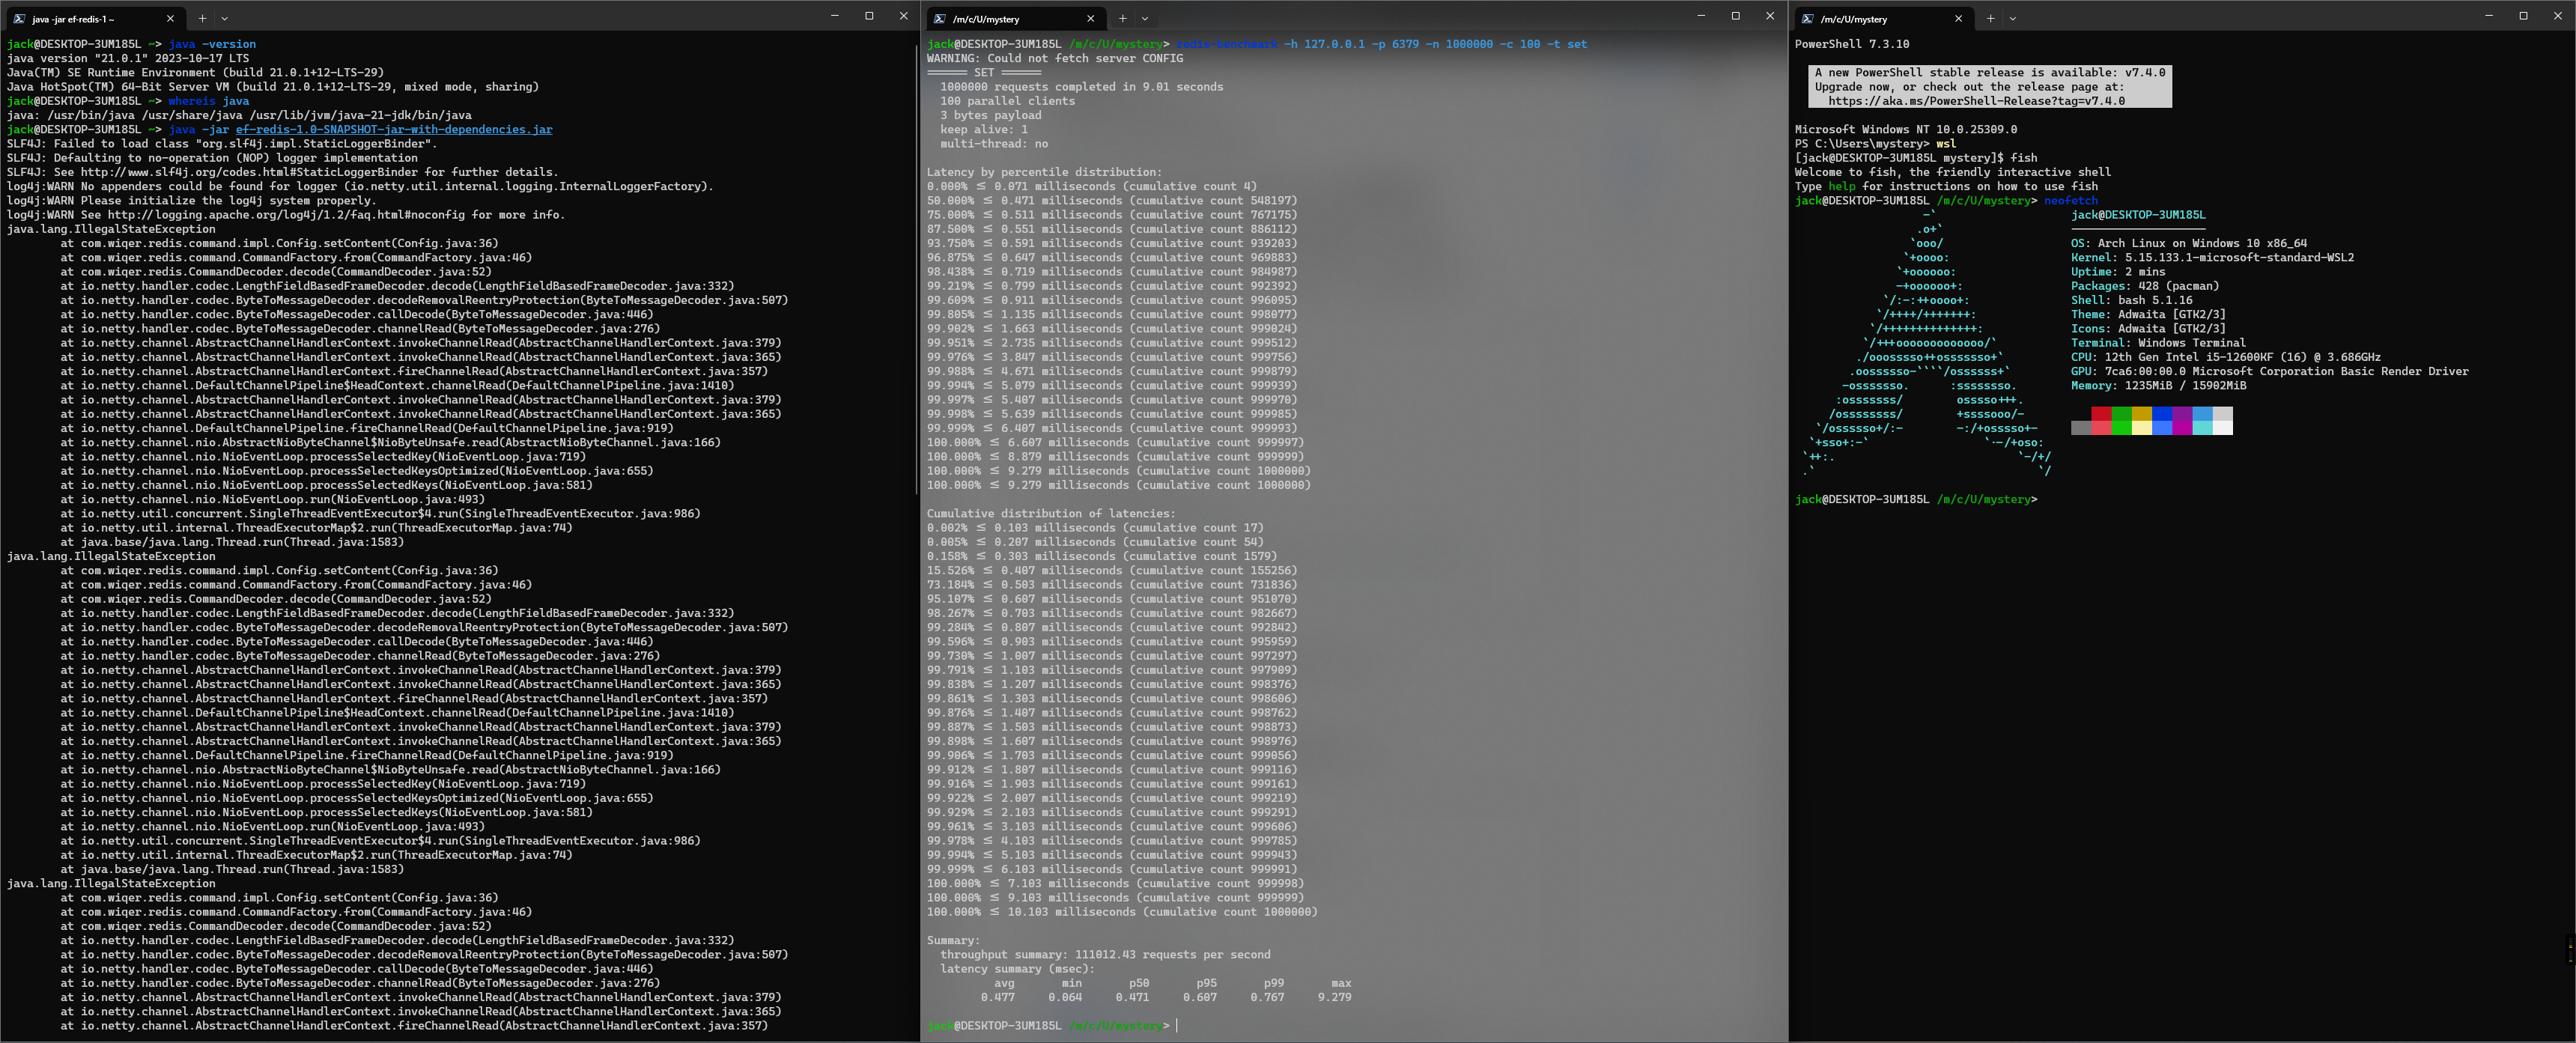 java -jar ef-redis-1 ~
jack@DESKTOP-3UM185L ~> java -version
java version "21.0.1" 2023-10-17 LTS
Java(TM) SE Runtime Environment (build 21.0.1+12-LTS-29)
Java HotSpot(TM) 64-Bit Server VM (build 21.0.1+12-LTS-29, mixed mode, sharing)
jack@DESKTOP-3UM185L ~> whereis java
java: /usr/bin/java /usr/share/java /usr/lib/jvm/java-21-jdk/bin/java
jack@DESKTOP-3UM185L ~> java -jar ef-redis-1.0-SNAPSHOT-jar-with-dependencies.jar
SLF4J: Failed to load class "org.slf4j.impl.StaticLoggerBinder".
SLF4J: Defaulting to no-operation (NOP) logger implementation
SLF4J: See http://www.slf4j.org/codes.html#StaticLoggerBinder for further details.
log4j:WARN No appenders could be found for logger (io.netty.util.internal.logging.InternalLoggerFactory).
log4j:WARN Please initialize the log4j system properly.
log4j:WARN See http://logging.apache.org/log4j/1.2/faq.html#noconfig for more info.
java.lang.IllegalStateException
at com.wiqer.redis.command.impl.Config.setContent(Config.java:36)
at com.wiqer.redis.command.CommandFactory.from(CommandFactory.java:46)
at com.wiqer.redis.CommandDecoder.decode(CommandDecoder.java:52)
at io.netty.handler.codec.LengthFieldBasedFrameDecoder.decode(LengthFieldBasedFrameDecoder.java:332)
at io.netty.handler.codec.ByteToMessageDecoder.decodeRemovalReentryProtection(ByteToMessageDecoder.java:507)
at io.netty.handler.codec.ByteToMessageDecoder.callDecode(ByteToMessageDecoder.java:446)
at io.netty.handler.codec.ByteToMessageDecoder.channelRead(ByteToMessageDecoder.java:276)
at io.netty.channel.AbstractChannelHandlerContext.invokeChannelRead(AbstractChannelHandlerContext.java:379)
at io.netty.channel.AbstractChannelHandlerContext.invokeChannelRead(AbstractChannelHandlerContext.java:365)
at io.netty.channel.AbstractChannelHandlerContext.fireChannelRead(AbstractChannelHandlerContext.java:357)
at io.netty.channel.DefaultChannelPipeline$HeadContext.channelRead(DefaultChannelPipeline.java:1410)
at io.netty.channel.AbstractChannelHandlerContext.invokeChannelRead(AbstractChannelHandlerContext.java:379)
at io.netty.channel.AbstractChannelHandlerContext.invokeChannelRead(AbstractChannelHandlerContext.java:365)
at io.netty.channel.DefaultChannelPipeline.fireChannelRead(DefaultChannelPipeline.java:919)
at io.netty.channel.nio.AbstractNioByteChannel$NioByteUnsafe.read(AbstractNioByteChannel.java:166)
at io.netty.channel.nio.NioEventLoop.processSelectedKey(NioEventLoop.java:719)
at io.netty.channel.nio.NioEventLoop.processSelectedKeysOptimized(NioEventLoop.java:655)
at io.netty.channel.nio.NioEventLoop.processSelectedKeys(NioEventLoop.java:581)
at io.netty.channel.nio.NioEventLoop.run(NioEventLoop.java:493)
at io.netty.util.concurrent.SingleThreadEventExecutor$4.run(SingleThreadEventExecutor.java:986)
at io.netty.util.internal.ThreadExecutorMap$2.run(ThreadExecutorMap.java:74)
at java.base/java.lang.Thread.run(Thread.java:1583)
java.lang.IllegalStateException
at com.wiqer.redis.command.impl.Config.setContent(Config.java:36)
at com.wiqer.redis.command.CommandFactory.from(CommandFactory.java:46)
at com.wiqer.redis.CommandDecoder.decode(CommandDecoder.java:52)
at io.netty.handler.codec.LengthFieldBasedFrameDecoder.decode(LengthFieldBasedFrameDecoder.java:332)
at io.netty.handler.codec.ByteToMessageDecoder.decodeRemovalReentryProtection(ByteToMessageDecoder.java:507)
at io.netty.handler.codec.ByteToMessageDecoder.callDecode(ByteToMessageDecoder.java:446)
at io.netty.handler.codec.ByteToMessageDecoder.channelRead(ByteToMessageDecoder.java:276)
at io.netty.channel.AbstractChannelHandlerContext.invokeChannelRead(AbstractChannelHandlerContext.java:379)
at io.netty.channel.AbstractChannelHandlerContext.invokeChannelRead(AbstractChannelHandlerContext.java:365)
at io.netty.channel.AbstractChannelHandlerContext.fireChannelRead(AbstractChannelHandlerContext.java:357)
at io.netty.channel.DefaultChannelPipeline$HeadContext.channelRead(DefaultChannelPipeline.java:1410)
at io.netty.channel.AbstractChannelHandlerContext.invokeChannelRead(AbstractChannelHandlerContext.java:379)
at io.netty.channel.AbstractChannelHandlerContext.invokeChannelRead(AbstractChannelHandlerContext.java:365)
at io.netty.channel.DefaultChannelPipeline.fireChannelRead(DefaultChannelPipeline.java:919)
at io.netty.channel.nio.AbstractNioByteChannel$NioByteUnsafe.read(AbstractNioByteChannel.java:166)
at io.netty.channel.nio.NioEventLoop.processSelectedKey(NioEventLoop.java:719)
at io.netty.channel.nio.NioEventLoop.processSelectedKeysOptimized(NioEventLoop.java:655)
at io.netty.channel.nio.NioEventLoop.processSelectedKeys(NioEventLoop.java:581)
at io.netty.channel.nio.NioEventLoop.run(NioEventLoop.java:493)
at io.netty.util.concurrent.SingleThreadEventExecutor$4.run(SingleThreadEventExecutor.java:986)
at io.netty.util.internal.ThreadExecutorMap$2.run(ThreadExecutorMap.java:74)
at java.base/java.lang.Thread.run(Thread.java:1583)
java.lang.IllegalStateException
at com.wiqer.redis.command.impl.Config.setContent(Config.java:36)
at com.wiqer.redis.command.CommandFactory.from(CommandFactory.java:46)
at com.wiqer.redis.CommandDecoder.decode(CommandDecoder.java:52)
at io.netty.handler.codec.LengthFieldBasedFrameDecoder.decode(LengthFieldBasedFrameDecoder.java:332)
at io.netty.handler.codec.ByteToMessageDecoder.decodeRemovalReentryProtection(ByteToMessageDecoder.java:507)
at io.netty.handler.codec.ByteToMessageDecoder.callDecode(ByteToMessageDecoder.java:446)
at io.netty.handler.codec.ByteToMessageDecoder.channelRead(ByteToMessageDecoder.java:276)
at io.netty.channel.AbstractChannelHandlerContext.invokeChannelRead(AbstractChannelHandlerContext.java:379)
at io.netty.channel.AbstractChannelHandlerContext.invokeChannelRead(AbstractChannelHandlerContext.java:365)
at io.netty.channel.AbstractChannelHandlerContext.fireChannelRead(AbstractChannelHandlerContext.java:357)
/m/c/U/mystery
jack@DESKTOP-3UM185L /m/c/U/mystery> redis-benchmark -h 127.0.0.1 -p 6379 -n 1000000 -c 100 -t set
WARNING: Could not fetch server CONFIG
====== SET ======
1000000 requests completed in 9.01 seconds
100 parallel clients
3 bytes payload
keep alive: 1
multi-thread: no
Latency by percentile distribution:
0.000% ≤ 0.071 milliseconds (cumulative count 4)
50.000% ≤ 0.471 milliseconds (cumulative count 548197)
75.000% ≤ 0.511 milliseconds (cumulative count 767175)
87.500% ≤ 0.551 milliseconds (cumulative count 886112)
93.750% ≤ 0.591 milliseconds (cumulative count 939203)
96.875% ≤ 0.647 milliseconds (cumulative count 969883)
98.438% ≤ 0.719 milliseconds (cumulative count 984987)
99.219% ≤ 0.799 milliseconds (cumulative count 992392)
99.609% ≤ 0.911 milliseconds (cumulative count 996095)
99.805% ≤ 1.135 milliseconds (cumulative count 998077)
99.902% ≤ 1.663 milliseconds (cumulative count 999024)
99.951% ≤ 2.735 milliseconds (cumulative count 999512)
99.976% ≤ 3.847 milliseconds (cumulative count 999756)
99.988% ≤ 4.671 milliseconds (cumulative count 999879)
99.994% ≤ 5.079 milliseconds (cumulative count 999939)
99.997% ≤ 5.407 milliseconds (cumulative count 999970)
99.998% ≤ 5.639 milliseconds (cumulative count 999985)
99.999% ≤ 6.407 milliseconds (cumulative count 999993)
100.000% ≤ 6.607 milliseconds (cumulative count 999997)
100.000% ≤ 8.879 milliseconds (cumulative count 999999)
100.000% ≤ 9.279 milliseconds (cumulative count 1000000)
100.000% ≤ 9.279 milliseconds (cumulative count 1000000)
Cumulative distribution of latencies:
0.002% ≤ 0.103 milliseconds (cumulative count 17)
0.005% ≤ 0.207 milliseconds (cumulative count 54)
0.158% ≤ 0.303 milliseconds (cumulative count 1579)
15.526% ≤ 0.407 milliseconds (cumulative count 155256)
73.184% ≤ 0.503 milliseconds (cumulative count 731836)
95.107% ≤ 0.607 milliseconds (cumulative count 951070)
98.267% ≤ 0.703 milliseconds (cumulative count 982667)
99.284% ≤ 0.807 milliseconds (cumulative count 992842)
99.596% ≤ 0.903 milliseconds (cumulative count 995959)
99.730% ≤ 1.007 milliseconds (cumulative count 997297)
99.791% ≤ 1.103 milliseconds (cumulative count 997909)
99.838% ≤ 1.207 milliseconds (cumulative count 998376)
99.861% ≤ 1.303 milliseconds (cumulative count 998606)
99.876% ≤ 1.407 milliseconds (cumulative count 998762)
99.887% ≤ 1.503 milliseconds (cumulative count 998873)
99.898% ≤ 1.607 milliseconds (cumulative count 998976)
99.906% ≤ 1.703 milliseconds (cumulative count 999056)
99.912% ≤ 1.807 milliseconds (cumulative count 999116)
99.916% ≤ 1.903 milliseconds (cumulative count 999161)
99.922% ≤ 2.007 milliseconds (cumulative count 999219)
99.929% ≤ 2.103 milliseconds (cumulative count 999291)
99.961% ≤ 3.103 milliseconds (cumulative count 999606)
99.978% ≤ 4.103 milliseconds (cumulative count 999785)
99.994% ≤ 5.103 milliseconds (cumulative count 999943)
99.999% ≤ 6.103 milliseconds (cumulative count 999991)
100.000% ≤ 7.103 milliseconds (cumulative count 999998)
100.000% ≤ 9.103 milliseconds (cumulative count 999999)
100.000% ≤ 10.103 milliseconds (cumulative count 1000000)
Summary:
throughput summary: 111012.43 requests per second
latency summary (msec):
avg min p50 p95 p99 max
0.477 0.064 0.471 0.607 0.767 9.279
jack@DESKTOP-3UM185L /m/c/U/mystery>
/m/c/U/mystery
PowerShell 7.3.10
A new PowerShell stable release is available: v7.4.0
Upgrade now, or check out the release page at:
https://aka.ms/PowerShell-Release?tag=v7.4.0
Microsoft Windows NT 10.0.25309.0
PS C:\Users\mystery> wsl
[jack@DESKTOP-3UM185L mystery]$ fish
Welcome to fish, the friendly interactive shell
Type help for instructions on how to use fish
jack@DESKTOP-3UM185L /m/c/U/mystery> neofetch
jack@DESKTOP-3UM185L
--------------------
OS: Arch Linux on Windows 10 x86_64
Kernel: 5.15.133.1-microsoft-standard-WSL2
Uptime: 2 mins
Packages: 428 (pacman)
Shell: bash 5.1.16
Theme: Adwaita [GTK2/3]
Icons: Adwaita [GTK2/3]
Terminal: Windows Terminal
CPU: 12th Gen Intel i5-12600KF (16) @ 3.686GHz
GPU: 7ca6:00:00.0 Microsoft Corporation Basic Render Driver
Memory: 1235MiB / 15902MiB
jack@DESKTOP-3UM185L /m/c/U/mystery>